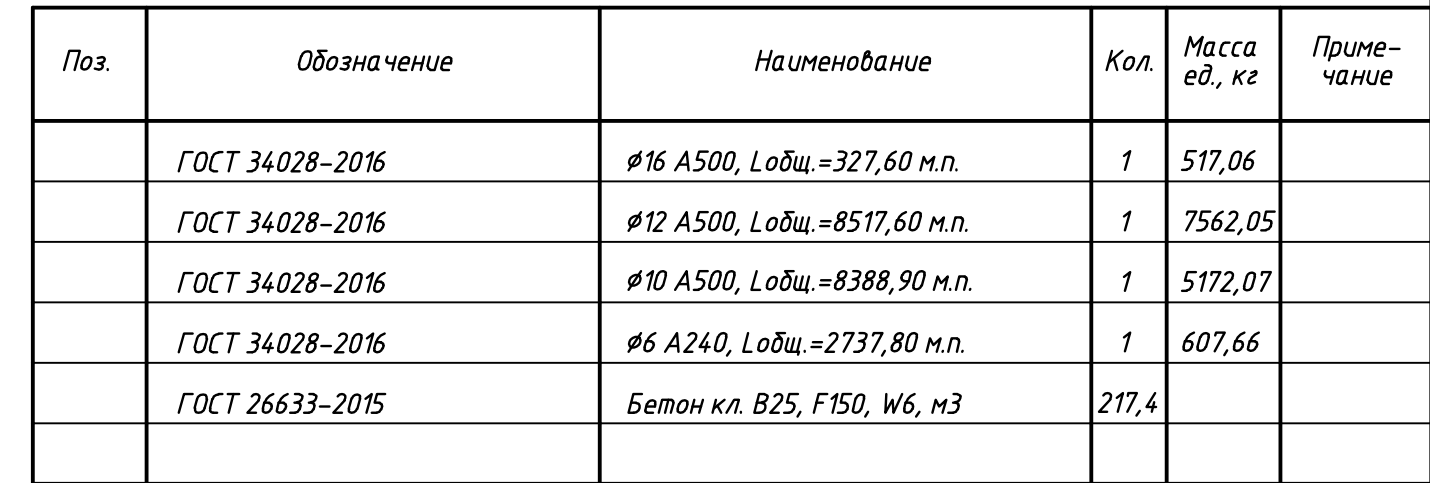 Поз. Обозначение Наименование Кол. Масса ед., кг Приме-чание
ГОСТ 34028-2016 ⌀16 А500, Lобщ.=327,60 м.п. 1 517,06
ГОСТ 34028-2016 ⌀12 А500, Lобщ.=8517,60 м.п. 1 7562,05
ГОСТ 34028-2016 ⌀10 А500, Lобщ.=8388,90 м.п. 1 5172,07
ГОСТ 34028-2016 ⌀6 А240, Lобщ.=2737,80 м.п. 1 607,66
ГОСТ 26633-2015 Бетон кл. В25, F150, W6, м3 217,4